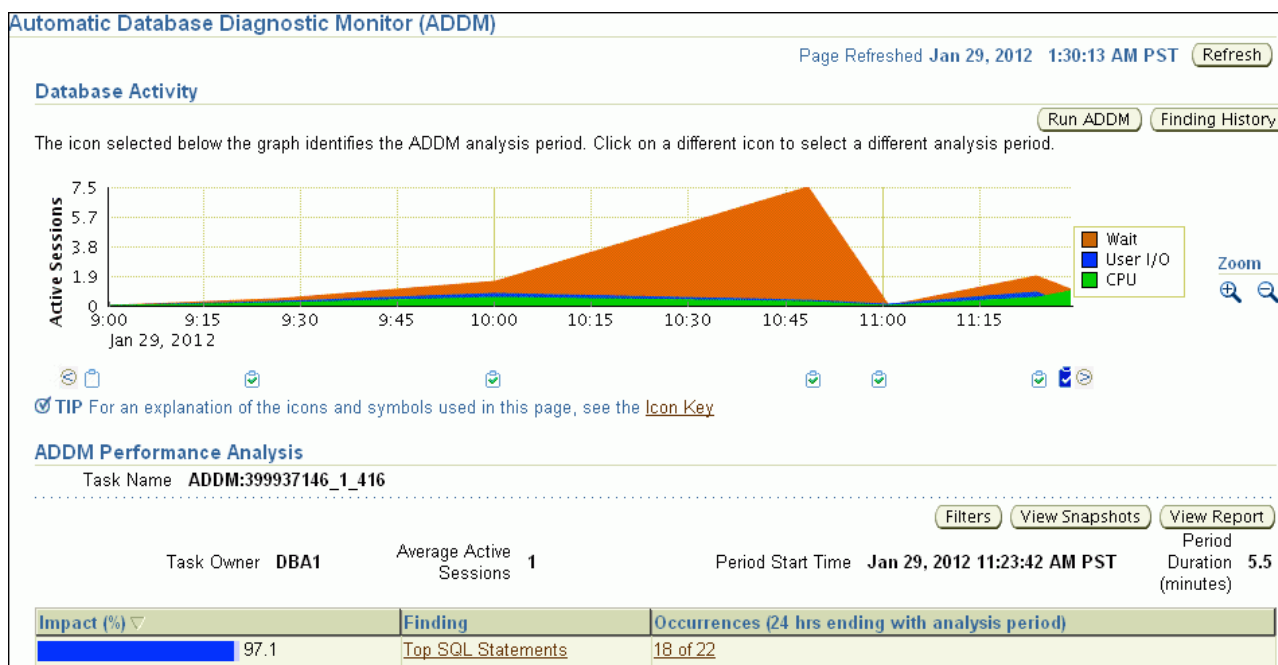 Automatic Database Diagnostic Monitor (ADDM)
Page Refreshed Jan 29, 2012 1:30:13 AM PST Refresh
Database Activity
Run ADDM Finding History
The icon selected below the graph identifies the ADDM analysis period. Click on a different icon to select a different analysis period.
Active Sessions
7.5
5.7
3.8
1.9
0
Wait
User I/O
CPU
Zoom
9:00 9:15 9:30 9:45 10:00 10:15 10:30 10:45 11:00 11:15
Jan 29, 2012
TIP For an explanation of the icons and symbols used in this page, see the Icon Key
ADDM Performance Analysis
Task Name ADDM:399937146_1_416
Filters View Snapshots View Report
Task Owner DBA1
Average Active Sessions 1
Period Start Time Jan 29, 2012 11:23:42 AM PST
Period Duration (minutes) 5.5
Impact (%) Finding Occurrences (24 hrs ending with analysis period)
97.1 Top SQL Statements 18 of 22